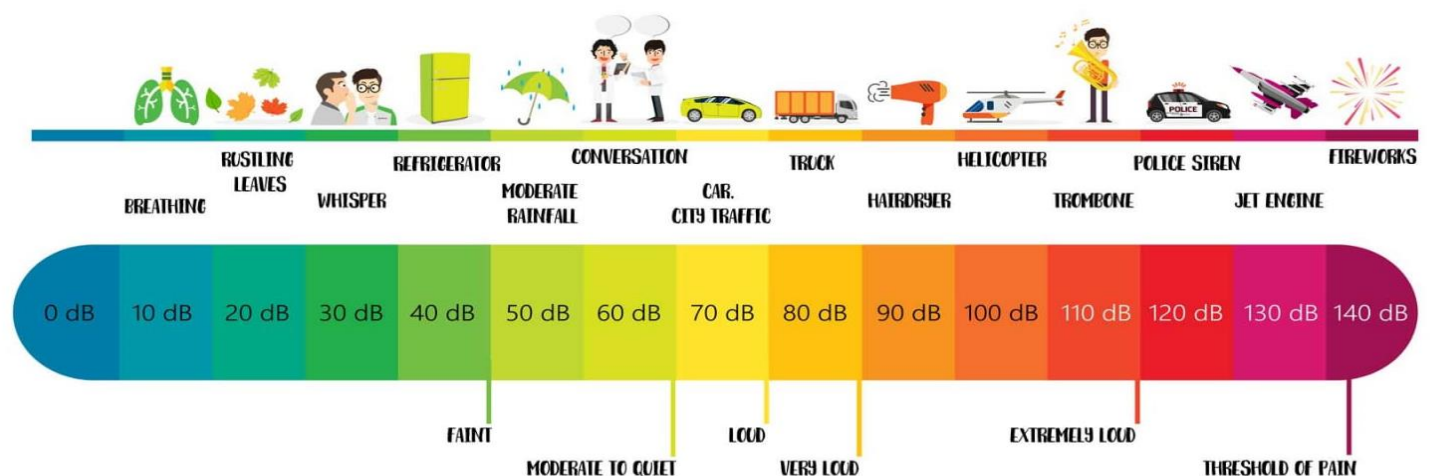 POLICE
RUSTLING
LEAVES
REFRIGERATOR
CONVERSATION
TRUCK
HELICOPTER
POLICE SIREN
FIREWORKS
BREATHING
WHISPER
MODERATE
RAINFALL
CAR.
CITY TRAFFIC
HAIRDRYER
TROMBONE
JET ENGINE
0 dB
10 dB
20 dB
30 dB
40 dB
50 dB
60 dB
70 dB
80 dB
90 dB
100 dB
110 dB
120 dB
130 dB
140 dB
FAINT
LOUD
EXTREMELY LOUD
MODERATE TO QUIET
VERY LOUD
THRESHOLD OF PAIN